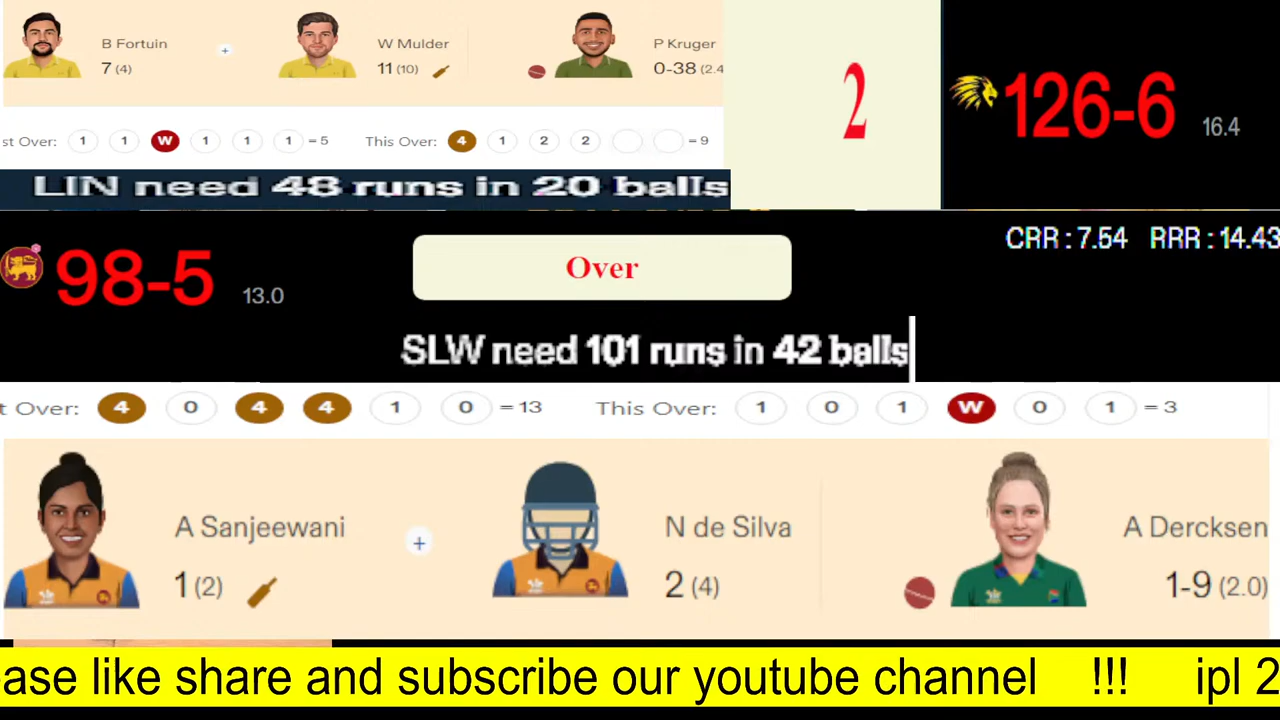 B Fortuin
7 (4)
+
W Mulder
11 (10)
P Kruger
0-38 (2.4
st Over: 1 1 W 1 1 1 = 5
This Over: 4 1 2 2 = 9
LIN need 48 runs in 20 balls
2
126-6 16.4
98-5 13.0
Over
CRR : 7.54 RRR : 14.43
SLW need 101 runs in 42 balls
t Over: 4 0 4 4 1 0 = 13
This Over: 1 0 1 W 0 1 = 3
A Sanjeewani
1 (2)
+
N de Silva
2 (4)
A Dercksen
1-9 (2.0)
ease like share and subscribe our youtube channel !!! ipl 2